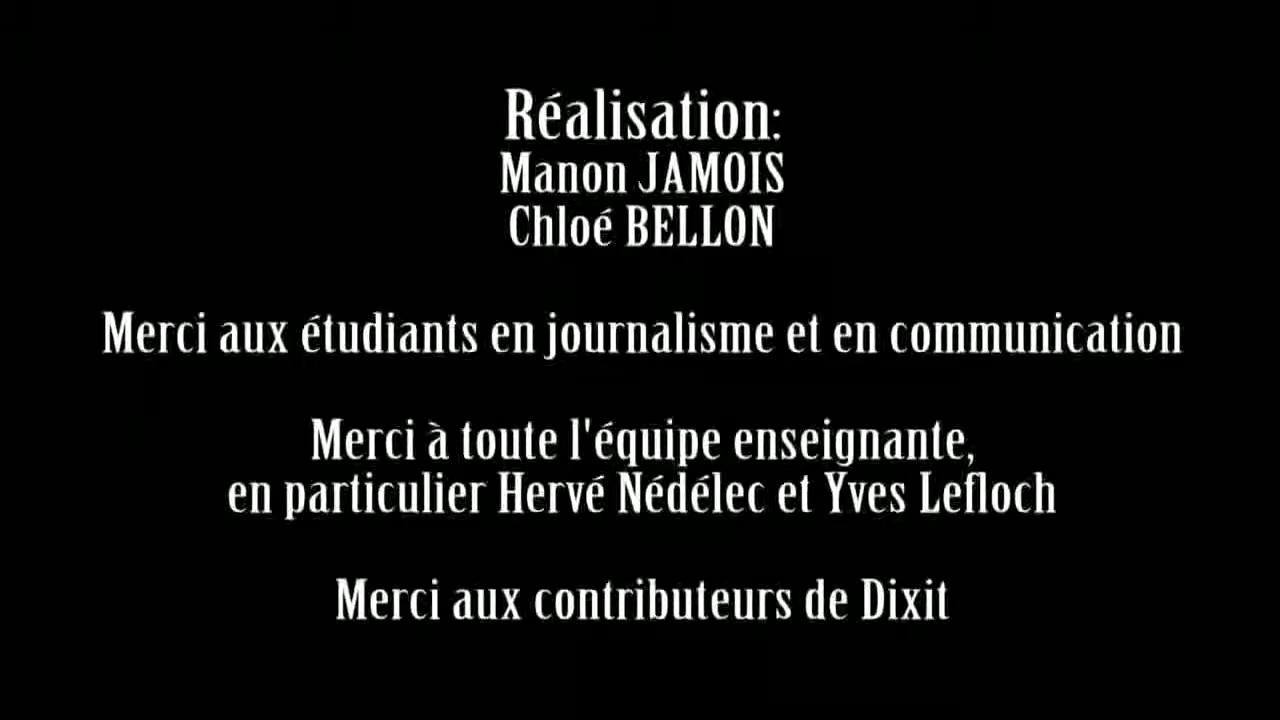 Réalisation:
Manon JAMOIS
Chloé BELLON
Merci aux étudiants en journalisme et en communication
Merci à toute l'équipe enseignante,
en particulier Hervé Nédélec et Yves Lefloch
Merci aux contributeurs de Dixit